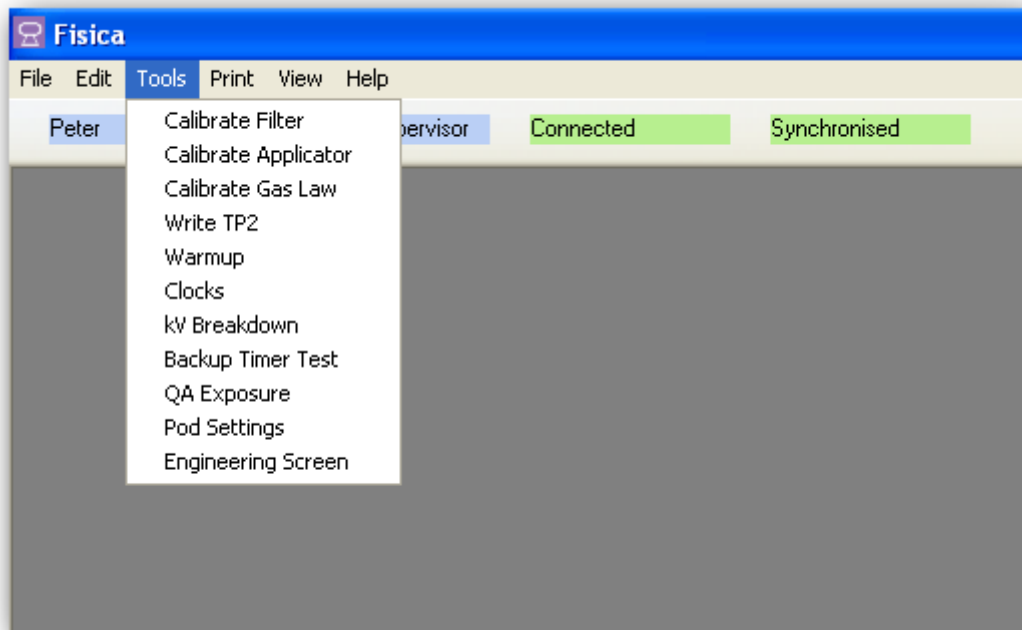 Fisica
File Edit Tools Print View Help
Peter pervisor Connected Synchronised
Calibrate Filter
Calibrate Applicator
Calibrate Gas Law
Write TP2
Warmup
Clocks
kV Breakdown
Backup Timer Test
QA Exposure
Pod Settings
Engineering Screen